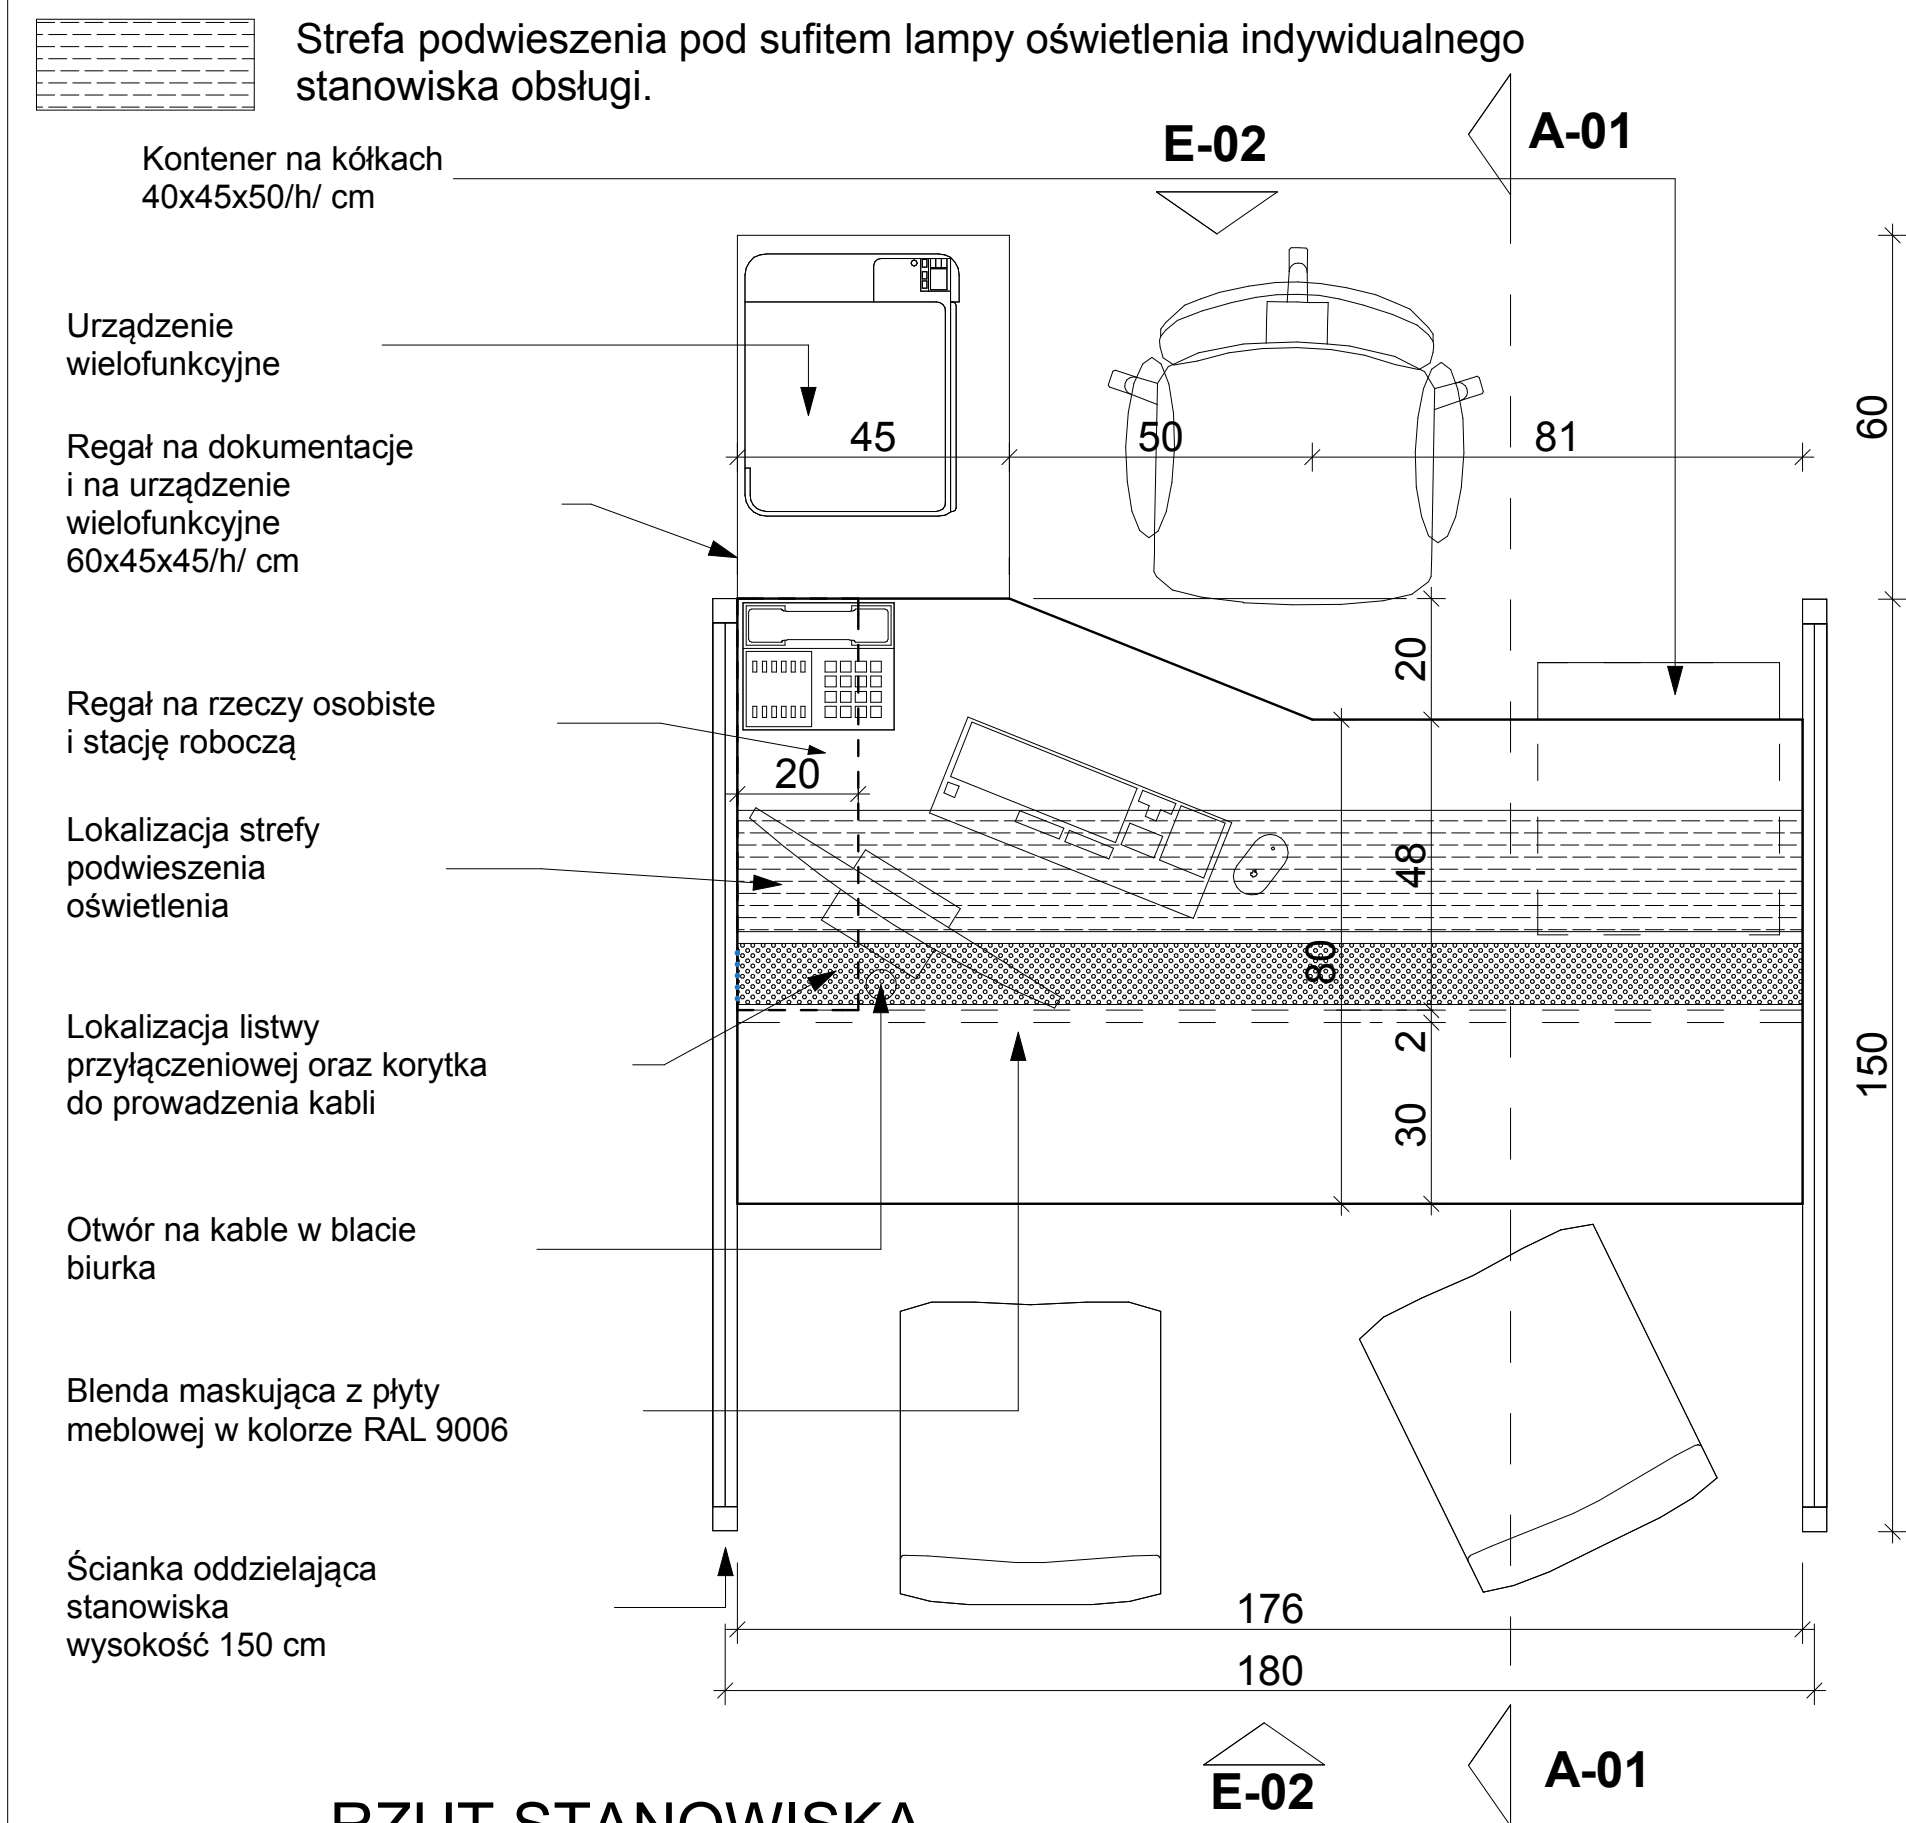 Strefa podwieszenia pod sufitem lampy oświetlenia indywidualnego
stanowiska obsługi.
A-01
E-02
Kontener na kółkach
40x45x50/h/ cm
Urządzenie
wielofunkcyjne
60
45
50
81
Regał na dokumentacje
i na urządzenie
wielofunkcyjne
60x45x45/h/ cm
20
Regał na rzeczy osobiste
i stację roboczą
20
Lokalizacja strefy
podwieszenia
oświetlenia
48
80
Lokalizacja listwy
przyłączeniowej oraz korytka
do prowadzenia kabli
2
150
30
Otwór na kable w blacie
biurka
Blenda maskująca z płyty
meblowej w kolorze RAL 9006
Ścianka oddzielająca
stanowiska
wysokość 150 cm
176
180
A-01
E-02
RZUT STANOWISKA